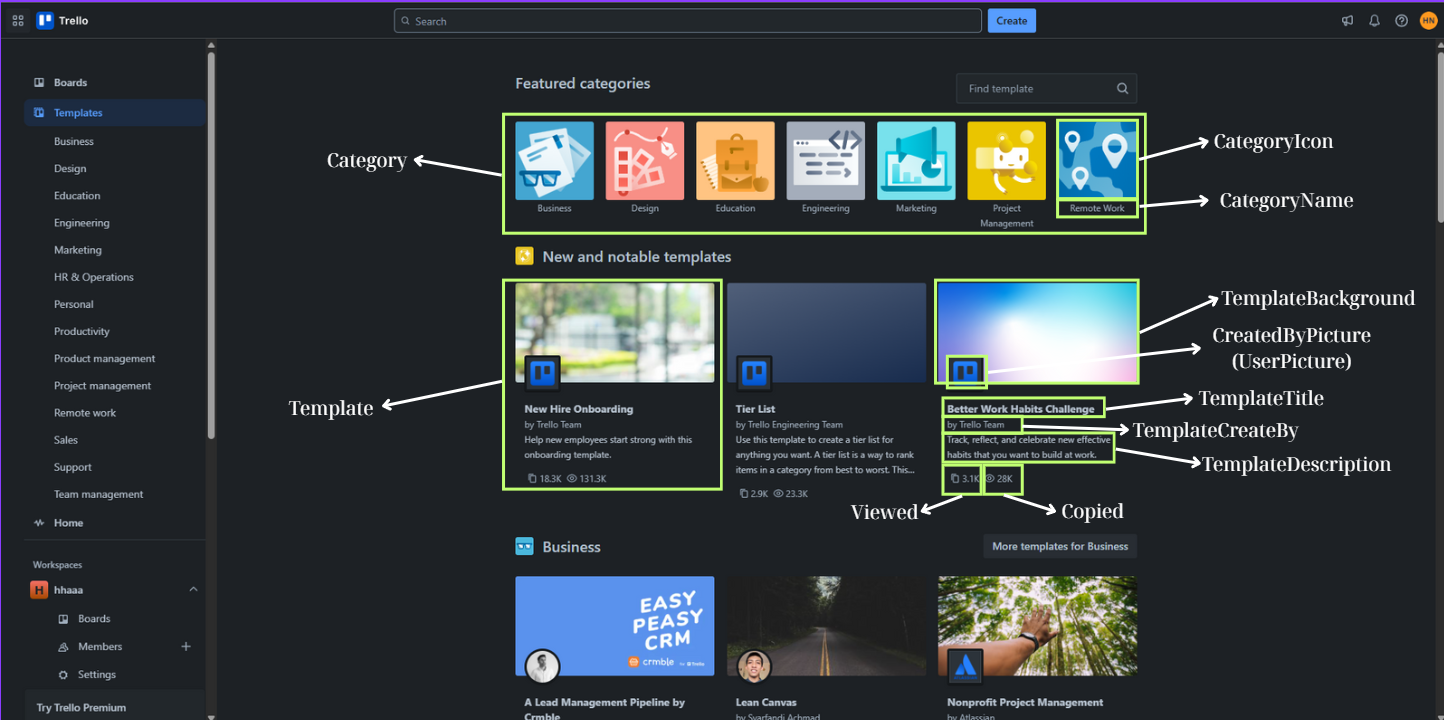 Trello
Search
Create
HN
Boards
Templates
Business
Design
Education
Engineering
Marketing
HR & Operations
Personal
Productivity
Product management
Project management
Remote work
Sales
Support
Team management
Home
Workspaces
H
hhaaa
Boards
Members
Settings
Try Trello Premium
Featured categories
Find template
Business
Design
Education
Engineering
Marketing
Project
Management
Remote Work
Category
CategoryIcon
CategoryName
New and notable templates
New Hire Onboarding
by Trello Team
Help new employees start strong with this
onboarding template.
18.3K 131.3K
Tier List
by Trello Engineering Team
Use this template to create a tier list for
anything you want. A tier list is a way to rank
items in a category from best to worst. This...
2.9K 23.3K
Better Work Habits Challenge
by Trello Team
Track, reflect, and celebrate new effective
habits that you want to build at work.
3.1K 28K
Template
TemplateBackground
CreatedByPicture
(UserPicture)
TemplateTitle
TemplateCreateBy
TemplateDescription
Viewed
Copied
Business
More templates for Business
EASY
PEASY
CRM
crmble
Trello
A Lead Management Pipeline by
Crmble
Lean Canvas
by Syarfandi Achmad
Nonprofit Project Management
by Atlassian